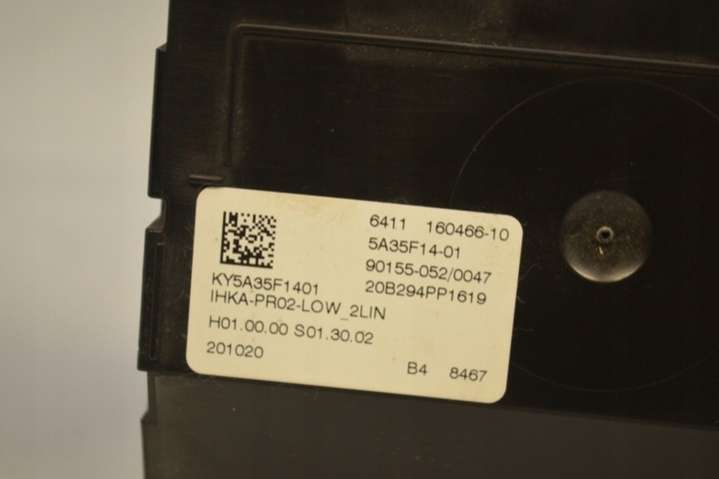 6411 160466-10
5A35F14-01
90155-052/0047
20B294PP1619
KY5A35F1401
IHKA-PR02-LOW_2LIN
H01.00.00 S01.30.02
201020
B4 8467